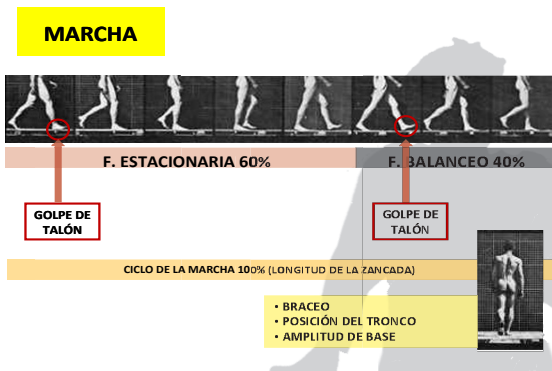 MARCHA
F. ESTACIONARIA 60%
F. BALANCEO 40%
GOLPE DE
TALÓN
GOLPE DE
TALÓN
CICLO DE LA MARCHA 100% (LONGITUD DE LA ZANCADA)
• BRACEO
• POSICIÓN DEL TRONCO
• AMPLITUD DE BASE